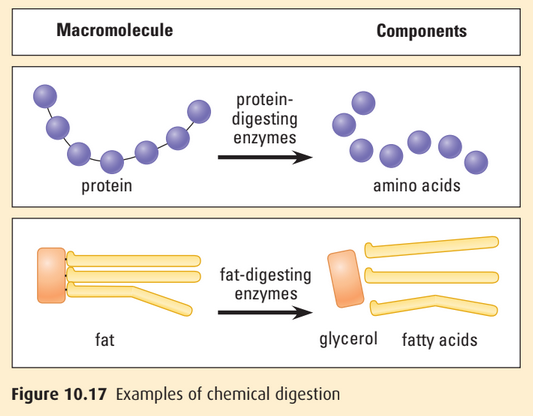 Macromolecule
Components
protein-
digesting
enzymes
protein
amino acids
fat-digesting
enzymes
fat
glycerol
fatty acids
Figure 10.17 Examples of chemical digestion